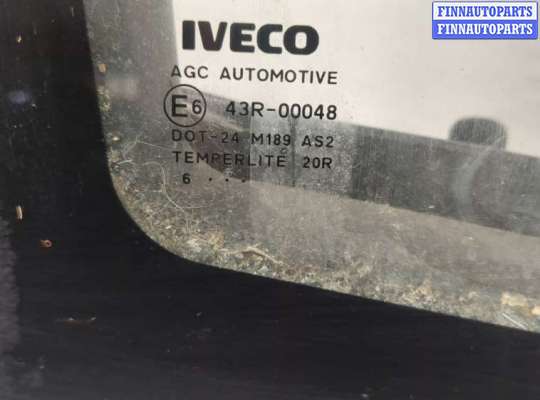 FINNAUTOPARTS
FINNAUTOPARTS
IVECO
AGC AUTOMOTIVE
E6 43R-00048
DOT-24 M189 AS2
TEMPERLITE 20R
6 ...